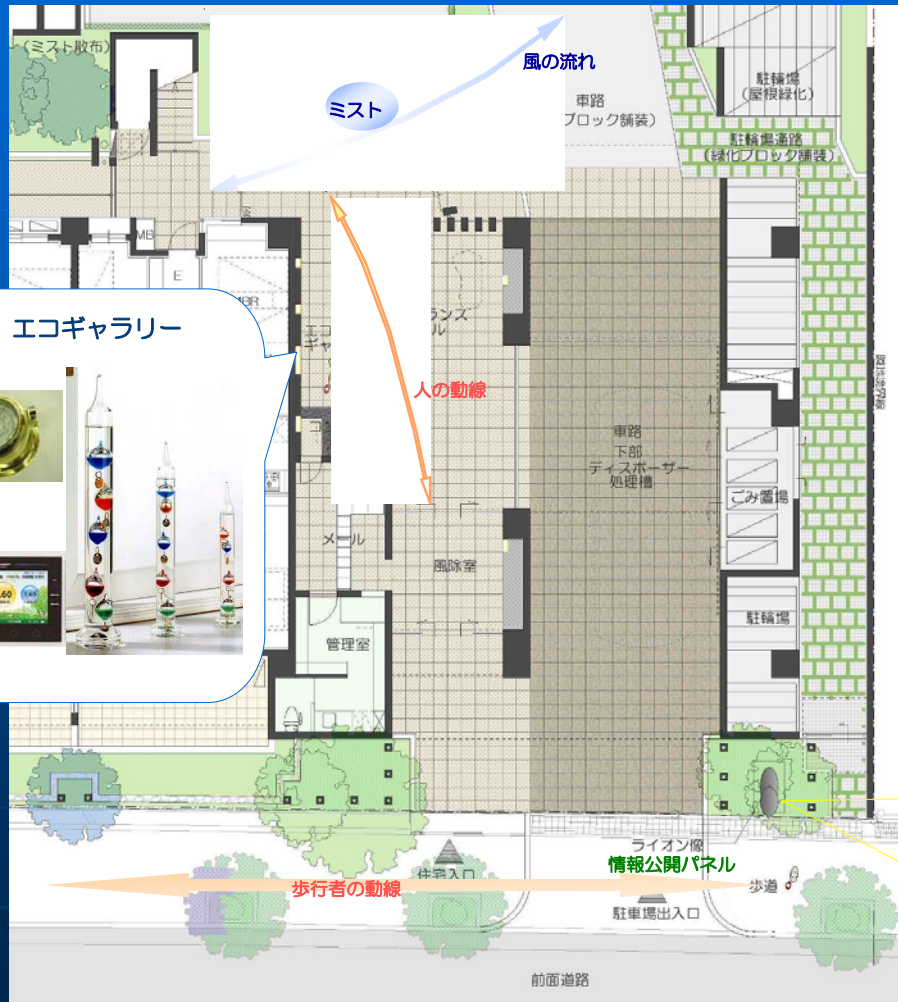 (ミスト散布)
風の流れ
ミスト
車路
ブロック舗装)
駐輪場
(屋根緑化)
駐輪場通路
(緑化ブロック舗装)
MB
E
MBR
エコギャラリー
エコ
ギャ
ランス
ル
人の動線
車路
下部
ディスポーザー
処理槽
ごみ置場
メール
風除室
駐輪場
管理室
.60
ライオン像
情報公開パネル
住宅入口
歩行者の動線
歩道
駐車場出入口
前面道路